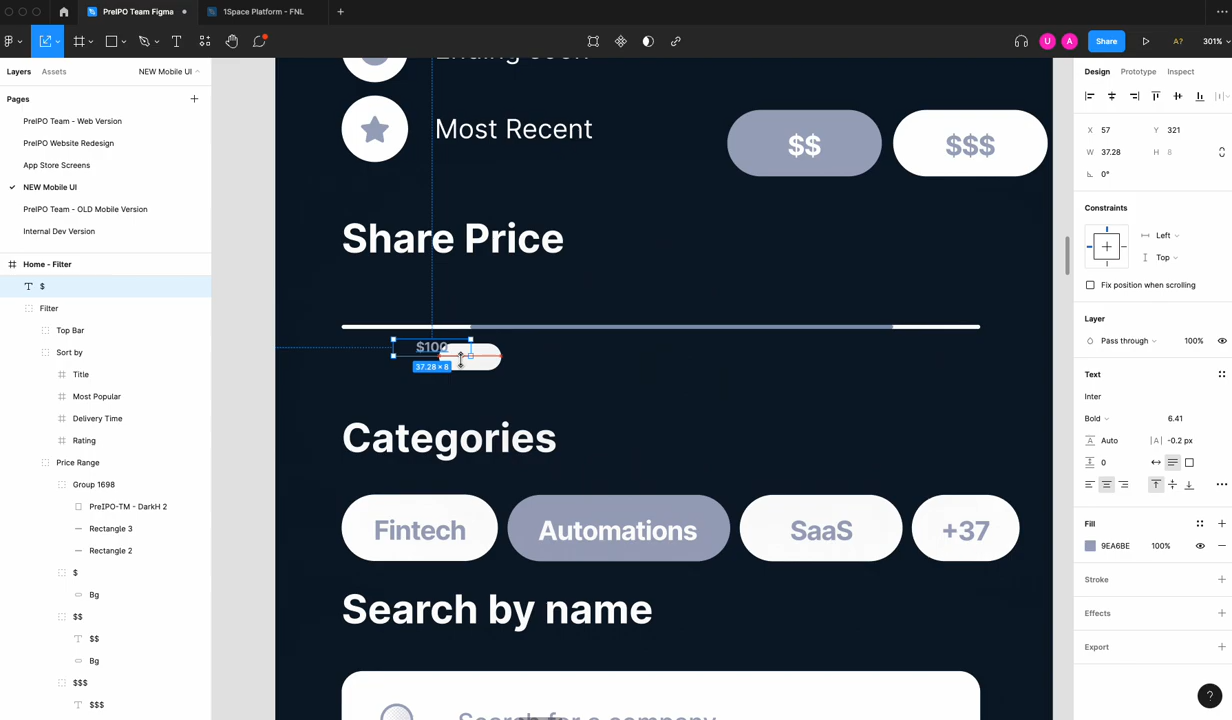 PreIPO Team Figma
1Space Platform - FNL
U
A
Share
A?
301%
Layers
Assets
NEW Mobile UI
Pages
PreIPO Team - Web Version
PreIPO Website Redesign
App Store Screens
NEW Mobile UI
PreIPO Team - OLD Mobile Version
Internal Dev Version
Home - Filter
$
Filter
Top Bar
Sort by
Title
Most Popular
Delivery Time
Rating
Price Range
Group 1698
PreIPO-TM - DarkH 2
Rectangle 3
Rectangle 2
$
Bg
$$
$$
Bg
$$$
$$$
Ending Soon
Most Recent
$$
$$$
Share Price
$100
37.28 × 8
Categories
Fintech
Automations
SaaS
+37
Search by name
Search for a company
Design
Prototype
Inspect
X 57
Y 321
W 37.28
H 8
0°
Constraints
Left
Top
Fix position when scrolling
Layer
Pass through
100%
Text
Inter
Bold
6.41
Auto
-0.2 px
0
Fill
9EA6BE
100%
Stroke
Effects
Export
?